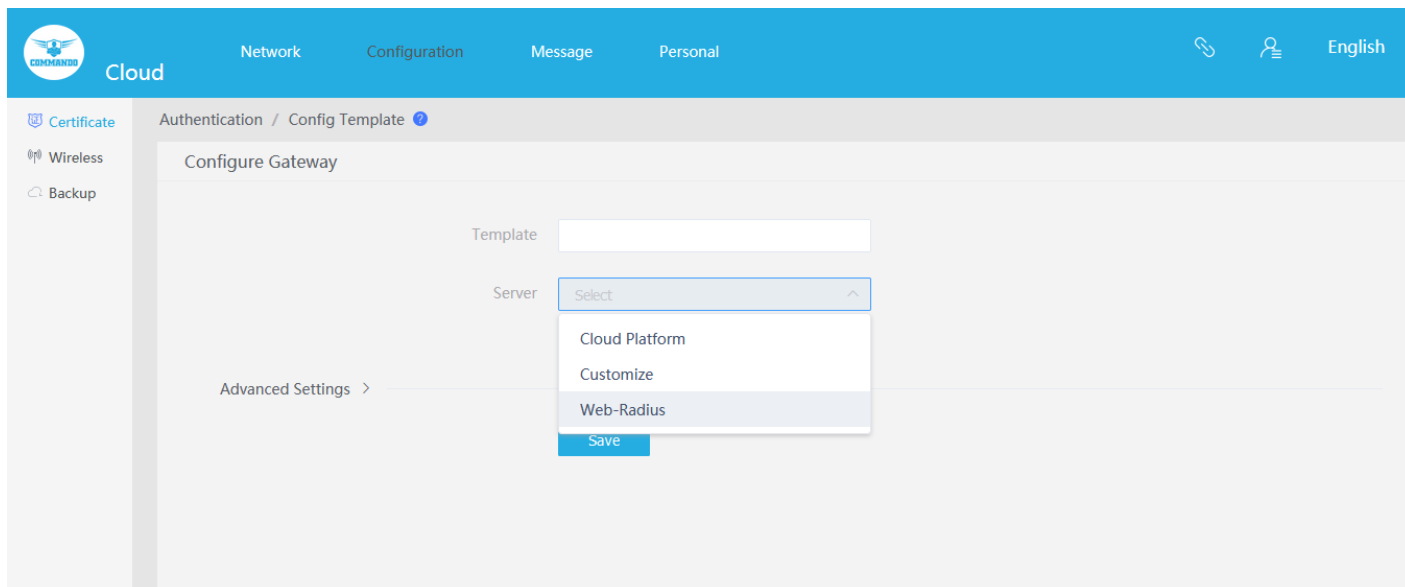 COMMANDO
Cloud
Network
Configuration
Message
Personal
English
Certificate
Wireless
Backup
Authentication / Config Template ?
Configure Gateway
Template
Server
Select
Cloud Platform
Customize
Web-Radius
Advanced Settings >
Save